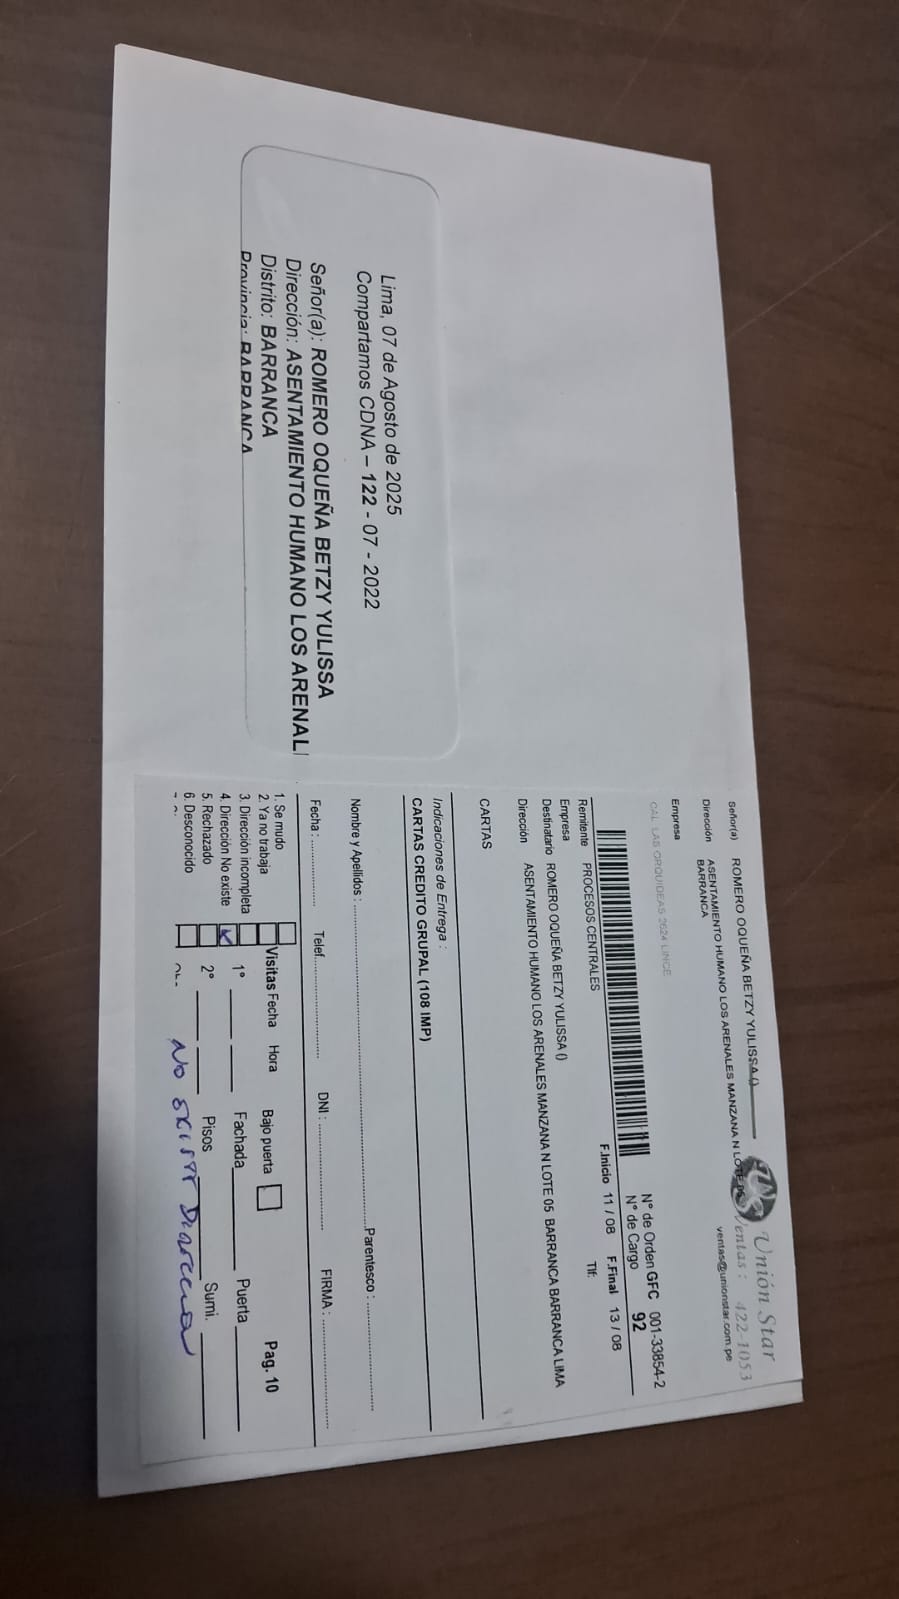 Lima, 07 de Agosto de 2025
Compartamos CDNA – 122 - 07 - 2022
Señor(a): ROMERO OQUEÑA BETZY YULISSA
Dirección: ASENTAMIENTO HUMANO LOS ARENAL
Distrito: BARRANCA
Provincia: BARRANCA
Unión Star
Ventas: 422-1053
ventas@unionstar.com.pe
Señor(a) ROMERO OQUEÑA BETZY YULISSA ()
Dirección ASENTAMIENTO HUMANO LOS ARENALES MANZANA N LOTE 05
BARRANCA
Empresa
CAL. LAS ORQUIDEAS 2624 LINCE
N° de Orden GFC 001-33854-2
N° de Cargo 92
F.Inicio 11 / 08 F.Final 13 / 08
Remitente PROCESOS CENTRALES Tlf:
Empresa
Destinatario ROMERO OQUEÑA BETZY YULISSA ()
Dirección ASENTAMIENTO HUMANO LOS ARENALES MANZANA N LOTE 05 BARRANCA BARRANCA LIMA
CARTAS
Indicaciones de Entrega :
CARTAS CREDITO GRUPAL (108 IMP)
Nombre y Apellidos : Parentesco :
Fecha : Telef. DNI : FIRMA :
1. Se mudo
2. Ya no trabaja Visitas Fecha Hora Bajo puerta Pag. 10
3. Dirección incompleta 1° Fachada Puerta
4. Dirección No existe
5. Rechazado 2° Pisos Sumi.
6. Desconocido
No existe Dirección